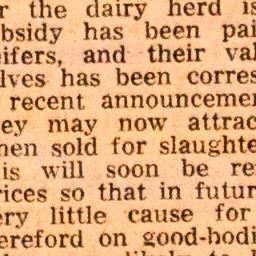 r the dairy herd is
bsidy has been pai
eifers, and their val
lves has been corres
recent announcemen
ey may now attrac
hen sold for slaughte
is will soon be re
rices so that in futur
ery little cause for
ereford on good-bodi